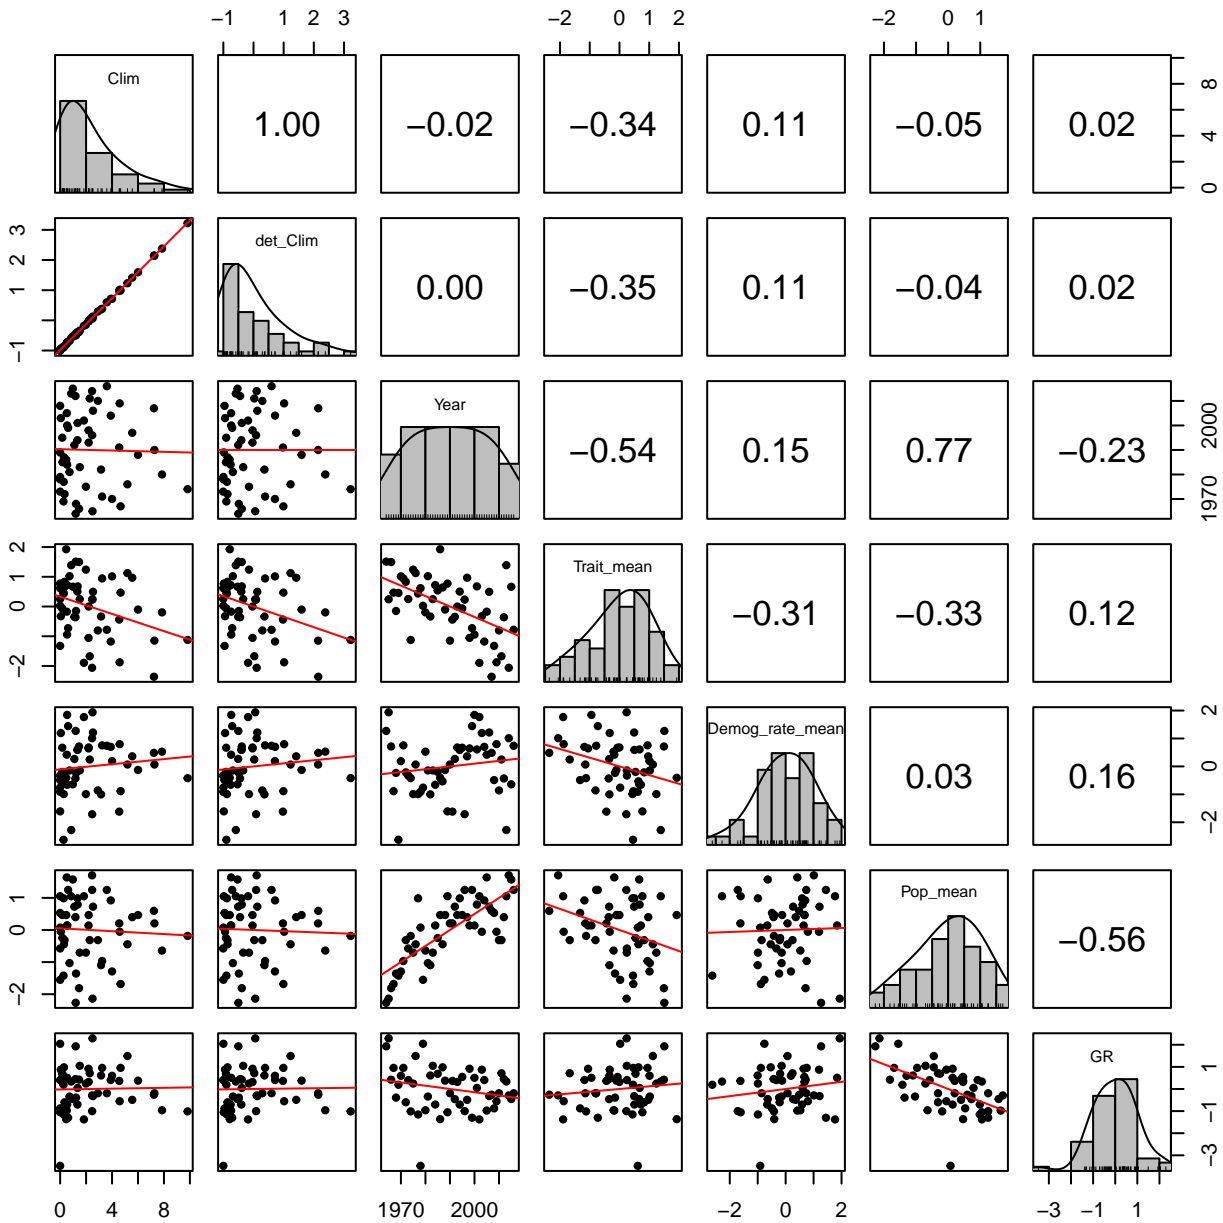 −1 1 2 3 −2 0 1 2 −2 0 1
Clim 1.00 −0.02 −0.34 0.11 −0.05 0.02 0 4 8
−1 1 2 3 det_Clim 0.00 −0.35 0.11 −0.04 0.02
Year −0.54 0.15 0.77 −0.23 1970 2000
−2 0 1 2 Trait_mean −0.31 −0.33 0.12
Demog_rate_mean 0.03 0.16 −2 0 2
−2 0 1 Pop_mean −0.56
GR −3 −1 1
0 4 8 1970 2000 −2 0 2 −3 −1 1